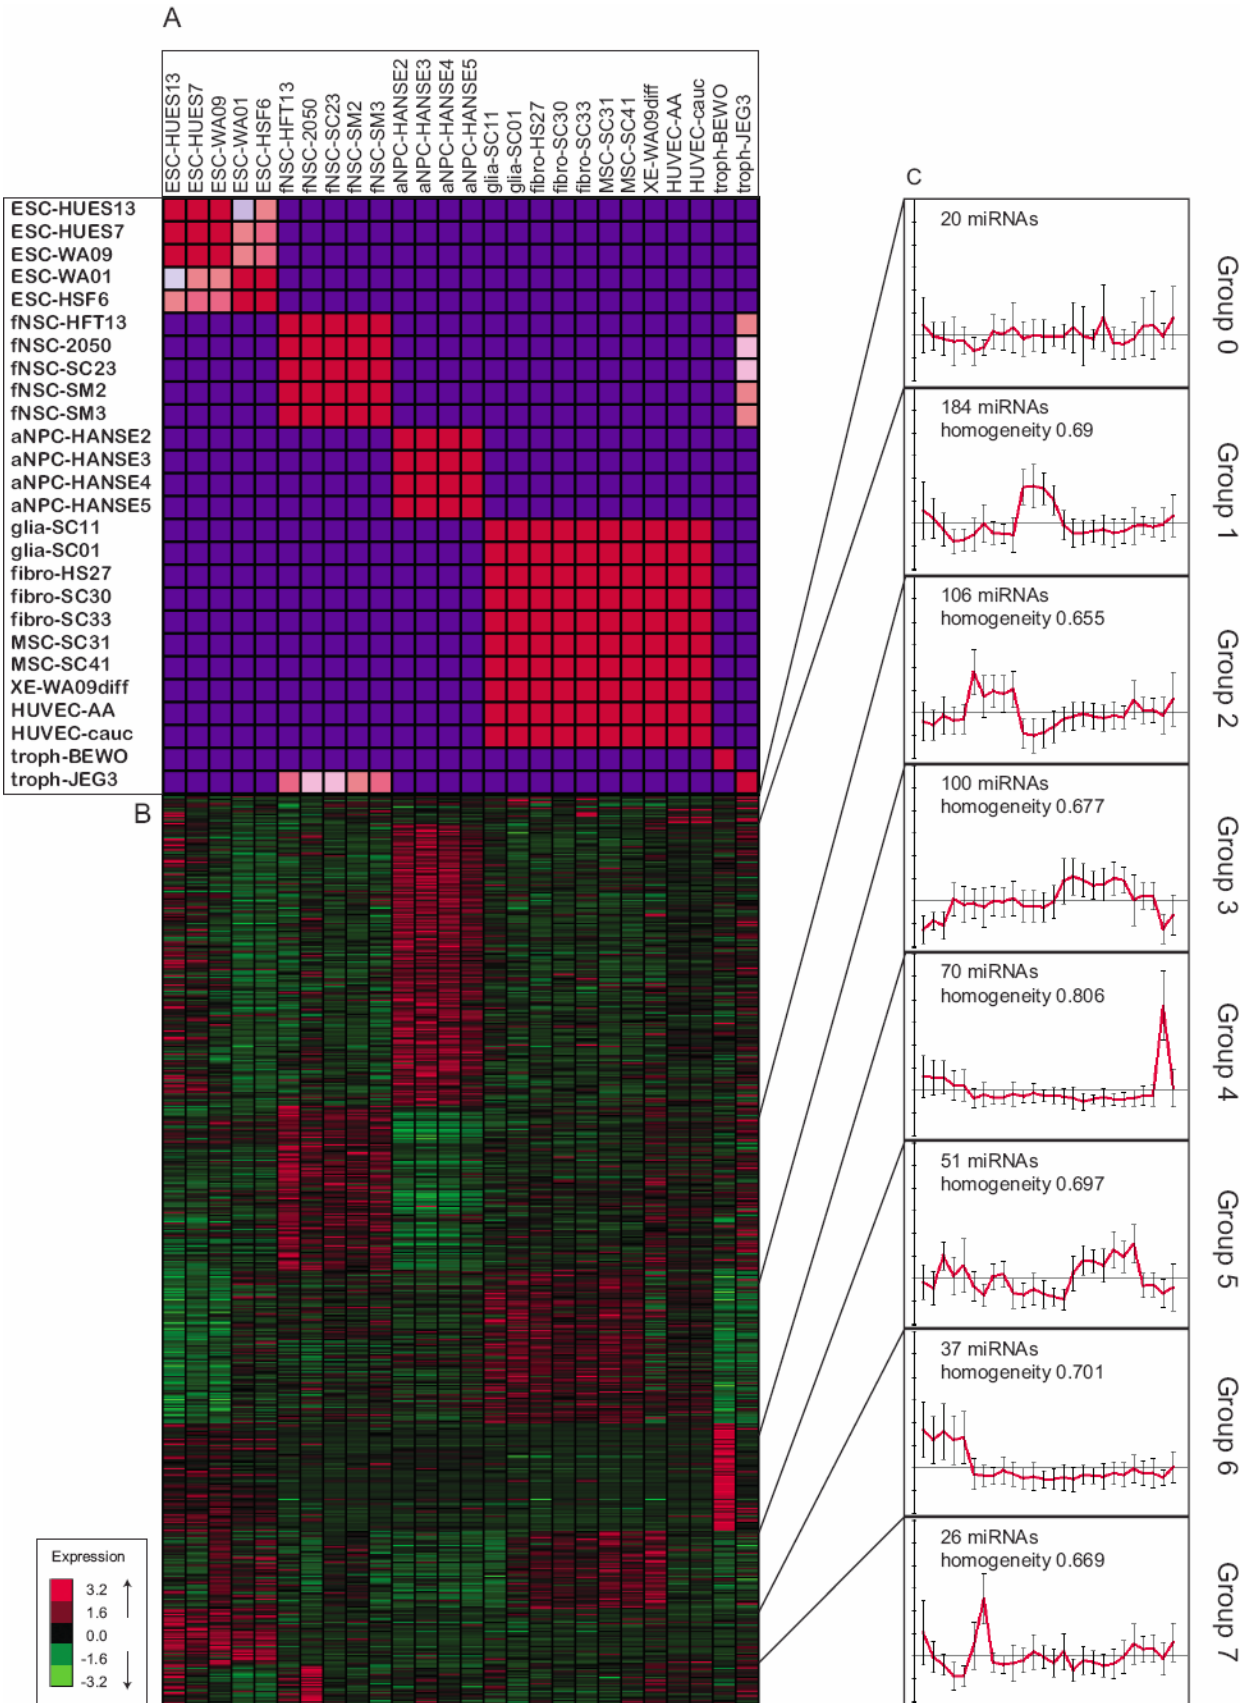 A
ESC-HUES13
ESC-HUES7
ESC-WA09
ESC-WA01
ESC-HSF6
fNSC-HFT13
fNSC-2050
fNSC-SC23
fNSC-SM2
fNSC-SM3
aNPC-HANSE2
aNPC-HANSE3
aNPC-HANSE4
aNPC-HANSE5
glia-SC11
glia-SC01
fibro-HS27
fibro-SC30
fibro-SC33
MSC-SC31
MSC-SC41
XE-WA09diff
HUVEC-AA
HUVEC-cauc
troph-BEWO
troph-JEG3
ESC-HUES13
ESC-HUES7
ESC-WA09
ESC-WA01
ESC-HSF6
fNSC-HFT13
fNSC-2050
fNSC-SC23
fNSC-SM2
fNSC-SM3
aNPC-HANSE2
aNPC-HANSE3
aNPC-HANSE4
aNPC-HANSE5
glia-SC11
glia-SC01
fibro-HS27
fibro-SC30
fibro-SC33
MSC-SC31
MSC-SC41
XE-WA09diff
HUVEC-AA
HUVEC-cauc
troph-BEWO
troph-JEG3
B
Expression
3.2
1.6
0.0
-1.6
-3.2
C
20 miRNAs
Group 0
184 miRNAs
homogeneity 0.69
Group 1
106 miRNAs
homogeneity 0.655
Group 2
100 miRNAs
homogeneity 0.677
Group 3
70 miRNAs
homogeneity 0.806
Group 4
51 miRNAs
homogeneity 0.697
Group 5
37 miRNAs
homogeneity 0.701
Group 6
26 miRNAs
homogeneity 0.669
Group 7